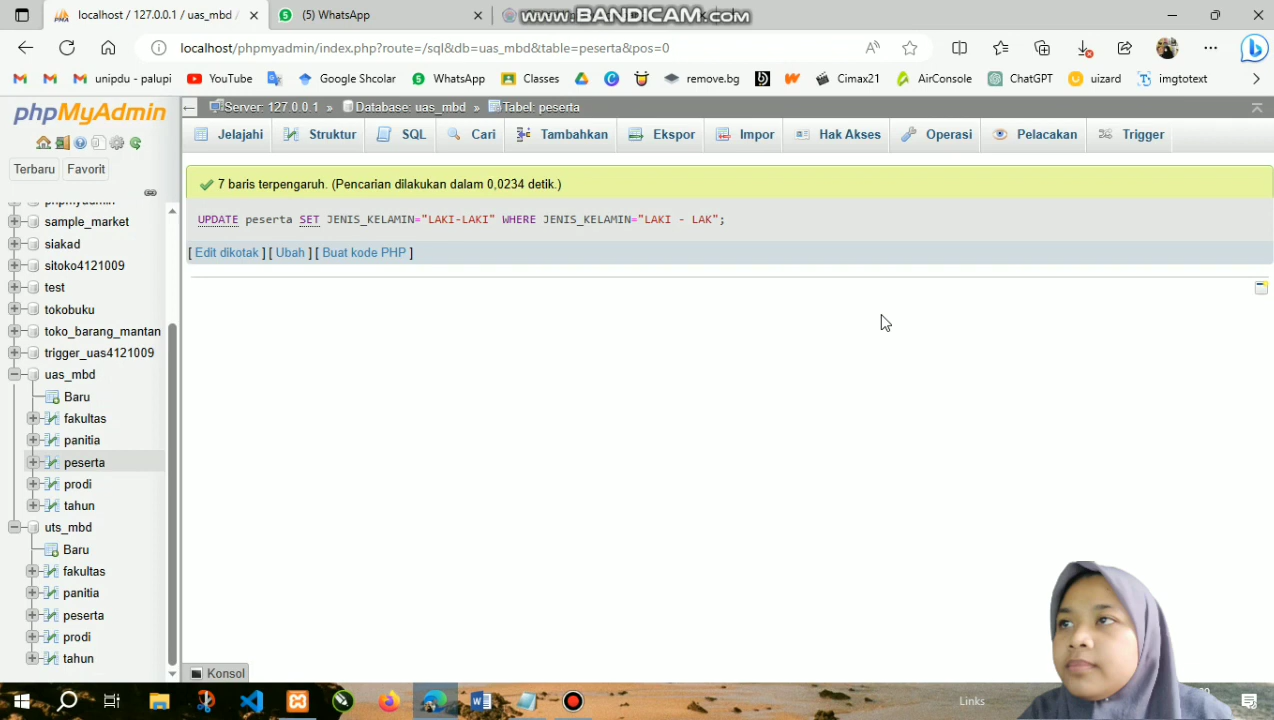 localhost / 127.0.0.1 / uas_mbd /
(5) WhatsApp
www.BANDICAM.com
localhost/phpmyadmin/index.php?route=/sql&db=uas_mbd&table=peserta&pos=0
unipdu - palupi
YouTube
Google Shcolar
WhatsApp
Classes
remove.bg
Cimax21
AirConsole
ChatGPT
uizard
imgtotext
phpMyAdmin
Server: 127.0.0.1 » Database: uas_mbd » Tabel: peserta
Jelajahi
Struktur
SQL
Cari
Tambahkan
Ekspor
Impor
Hak Akses
Operasi
Pelacakan
Trigger
Terbaru
Favorit
phpmyadmin
sample_market
siakad
sitoko4121009
test
tokobuku
toko_barang_mantan
trigger_uas4121009
uas_mbd
Baru
fakultas
panitia
peserta
prodi
tahun
uts_mbd
Baru
fakultas
panitia
peserta
prodi
tahun
7 baris terpengaruh. (Pencarian dilakukan dalam 0,0234 detik.)
UPDATE peserta SET JENIS_KELAMIN="LAKI-LAKI" WHERE JENIS_KELAMIN="LAKI - LAK";
[ Edit dikotak ] [ Ubah ] [ Buat kode PHP ]
Konsol
Links